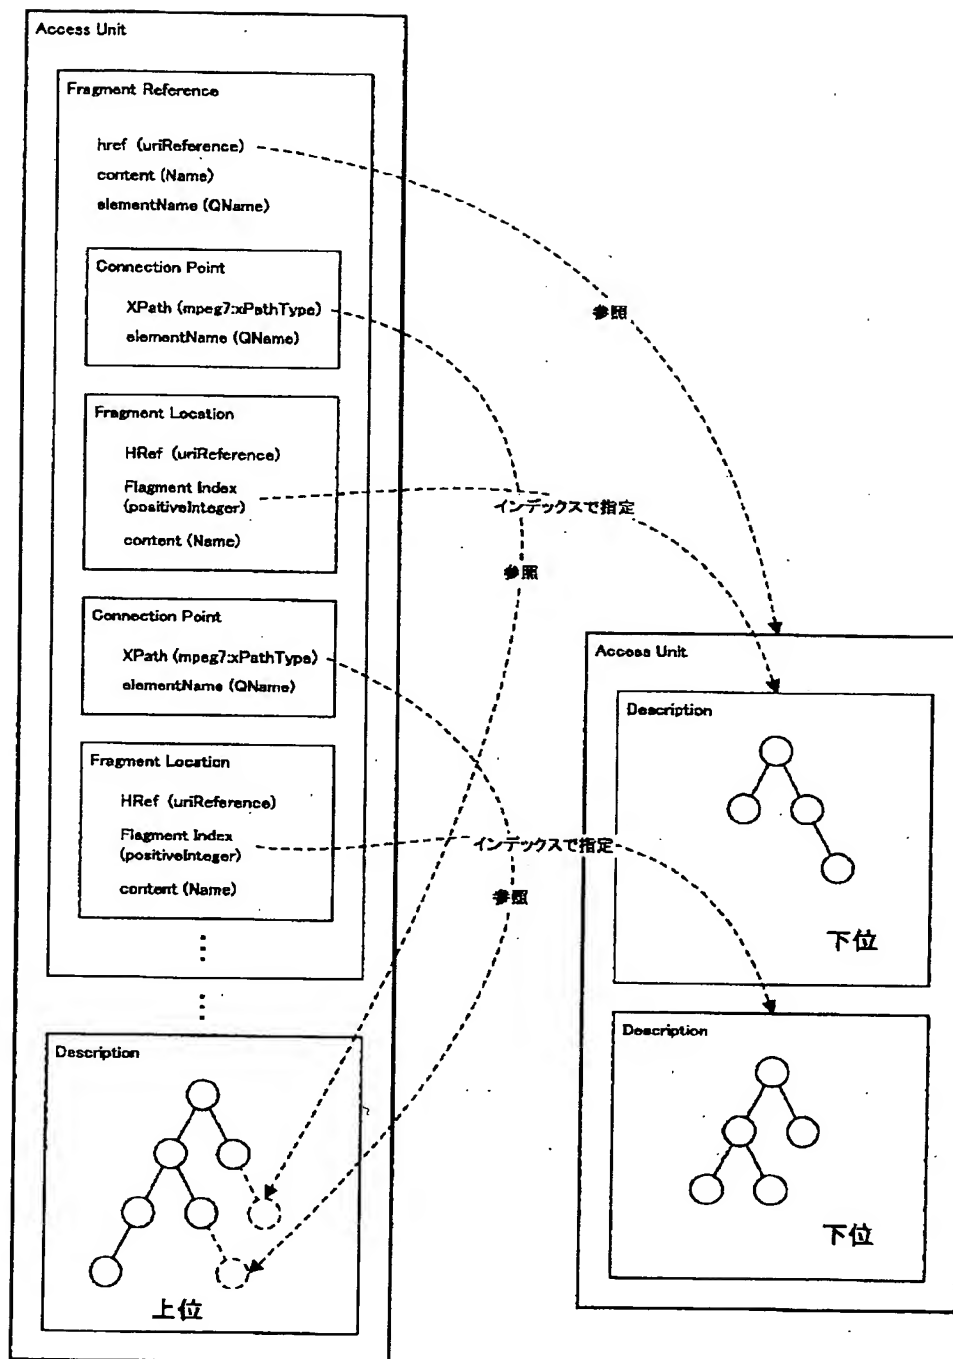 Access Unit
Fragment Reference
href (uriReference)
content (Name)
elementName (QName)
Connection Point
XPath (mpeg7:xPathType)
elementName (QName)
参照
Fragment Location
HRef (uriReference)
Flagment Index
(positiveInteger)
content (Name)
インデックスで指定
参照
Connection Point
XPath (mpeg7:xPathType)
elementName (QName)
Fragment Location
HRef (uriReference)
Flagment Index
(positiveInteger)
content (Name)
インデックスで指定
参照
Description
上位
Access Unit
Description
下位
Description
下位